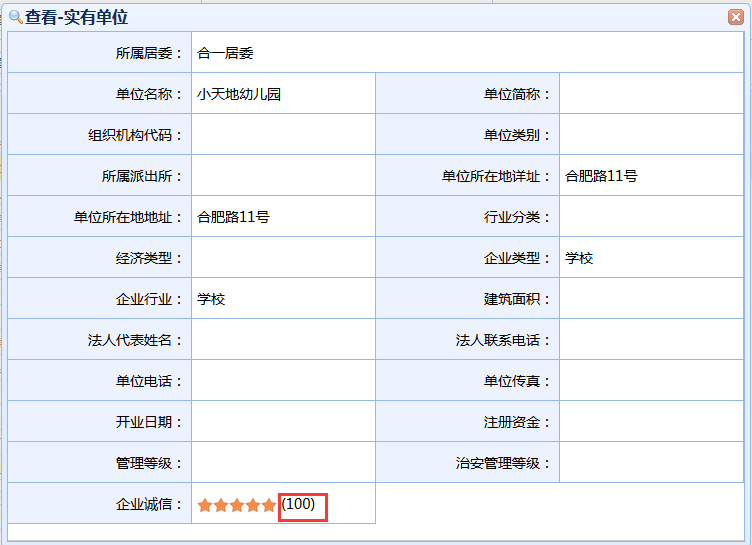 查看-实有单位
所属居委： 合一居委
单位名称： 小天地幼儿园 单位简称：
组织机构代码： 单位类别：
所属派出所： 单位所在地详址： 合肥路11号
单位所在地地址： 合肥路11号 行业分类：
经济类型： 企业类型： 学校
企业行业： 学校 建筑面积：
法人代表姓名： 法人联系电话：
单位电话： 单位传真：
开业日期： 注册资金：
管理等级： 治安管理等级：
企业诚信： (100)